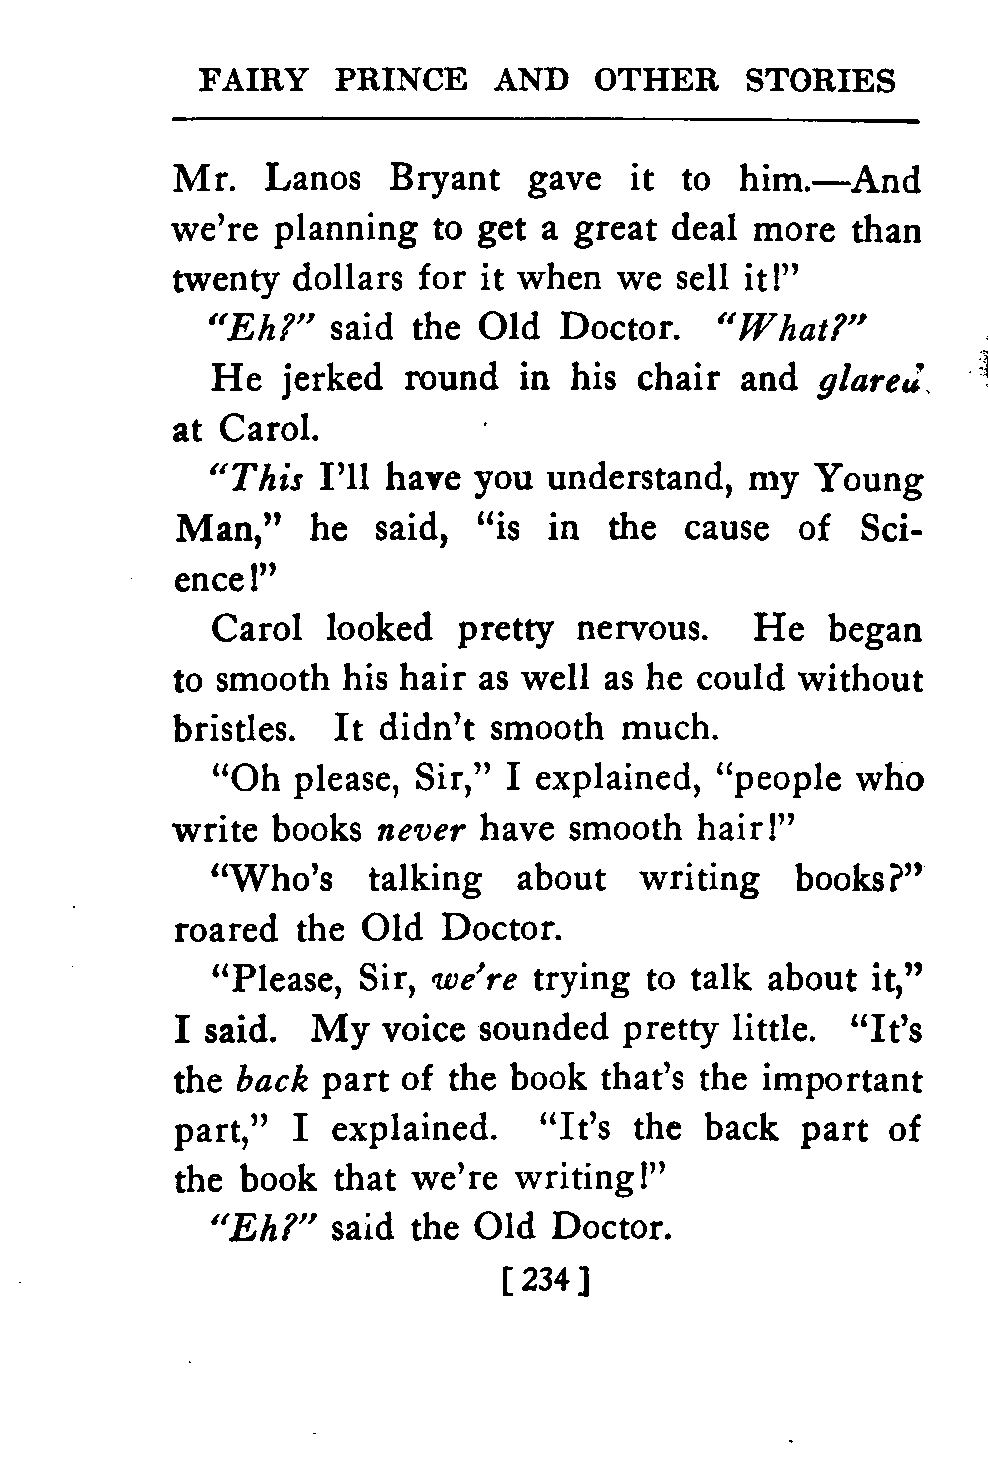 FAIRY PRINCE AND OTHER STORIES
Mr. Lanos Bryant gave it to him.—And
we're planning to get a great deal more than
twenty dollars for it when we sell it!"
"Eh?" said the Old Doctor. "What?"
He jerked round in his chair and glared
at Carol.
"This I'll have you understand, my Young
Man," he said, "is in the cause of Sci-
ence!"
Carol looked pretty nervous. He began
to smooth his hair as well as he could without
bristles. It didn't smooth much.
"Oh please, Sir," I explained, "people who
write books never have smooth hair!"
"Who's talking about writing books?"
roared the Old Doctor.
"Please, Sir, we're trying to talk about it,"
I said. My voice sounded pretty little. "It's
the back part of the book that's the important
part," I explained. "It's the back part of
the book that we're writing!"
"Eh?" said the Old Doctor.
[234]